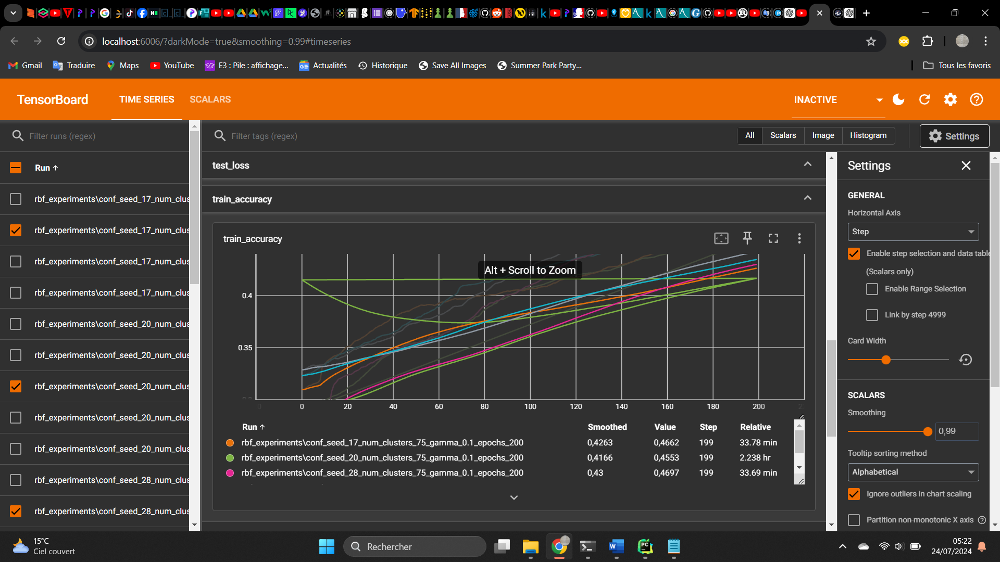 localhost:6006/?darkMode=true&smoothing=0.99#timeseries
Gmail
Traduire
Maps
YouTube
E3 : Pile : affichage...
Actualités
Historique
Save All Images
Summer Park Party...
Tous les favoris
TensorBoard
TIME SERIES
SCALARS
INACTIVE
Filter runs (regex)
Filter tags (regex)
All
Scalars
Image
Histogram
Settings
Run
rbf_experiments\conf_seed_17_num_clus
rbf_experiments\conf_seed_17_num_clus
rbf_experiments\conf_seed_17_num_clus
rbf_experiments\conf_seed_17_num_clus
rbf_experiments\conf_seed_20_num_clus
rbf_experiments\conf_seed_20_num_clus
rbf_experiments\conf_seed_20_num_clus
rbf_experiments\conf_seed_20_num_clus
rbf_experiments\conf_seed_20_num_clus
rbf_experiments\conf_seed_28_num_clus
rbf_experiments\conf_seed_28_num_clus
test_loss
train_accuracy
train_accuracy
Alt + Scroll to Zoom
0.4
0.35
0 20 40 60 80 100 120 140 160 180 200
Run ↑ Smoothed Value Step Relative
rbf_experiments\conf_seed_17_num_clusters_75_gamma_0.1_epochs_200 0,4263 0,4662 199 33.78 min
rbf_experiments\conf_seed_20_num_clusters_75_gamma_0.1_epochs_200 0,4166 0,4553 199 2.238 hr
rbf_experiments\conf_seed_28_num_clusters_75_gamma_0.1_epochs_200 0,43 0,4697 199 33.69 min
Settings
GENERAL
Horizontal Axis
Step
Enable step selection and data table
(Scalars only)
Enable Range Selection
Link by step 4999
Card Width
SCALARS
Smoothing
0,99
Tooltip sorting method
Alphabetical
Ignore outliers in chart scaling
Partition non-monotonic X axis
15°C
Ciel couvert
Rechercher
05:22
24/07/2024